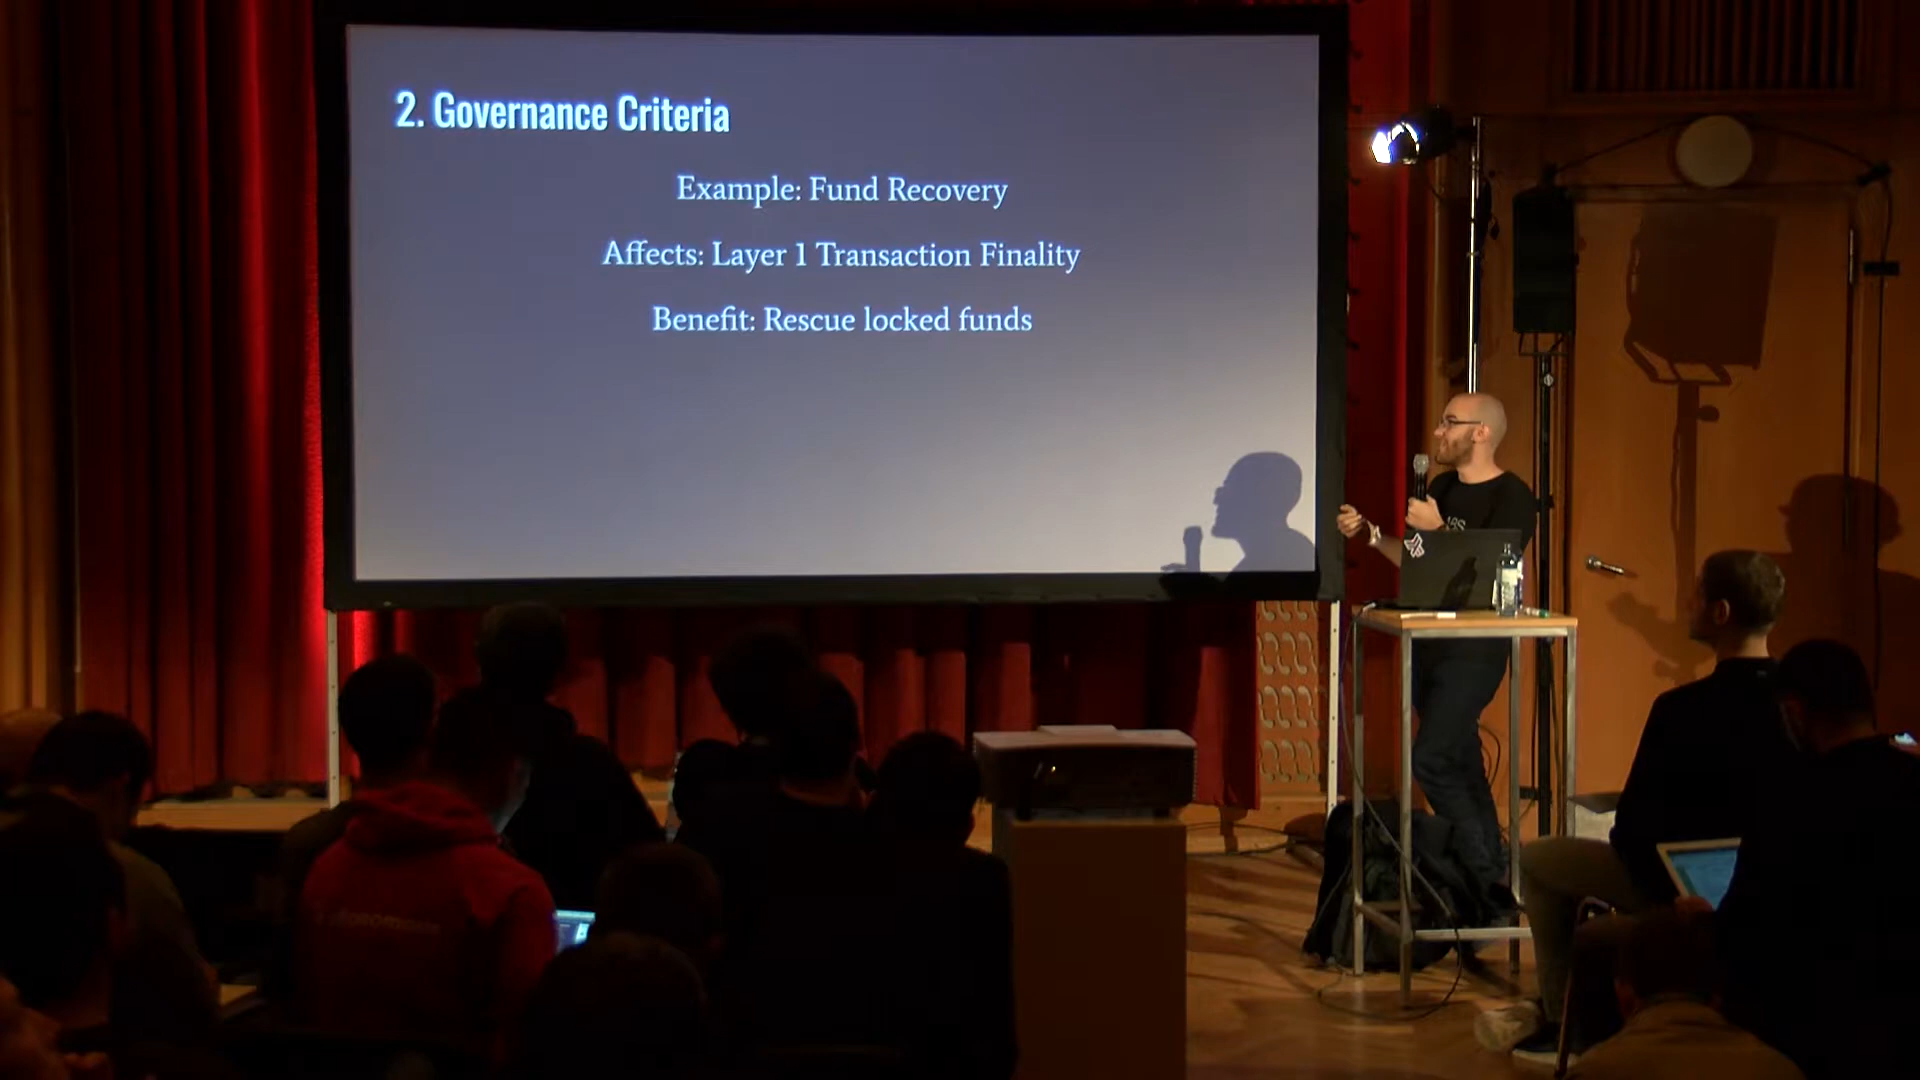 2. Governance Criteria
Example: Fund Recovery
Affects: Layer 1 Transaction Finality
Benefit: Rescue locked funds